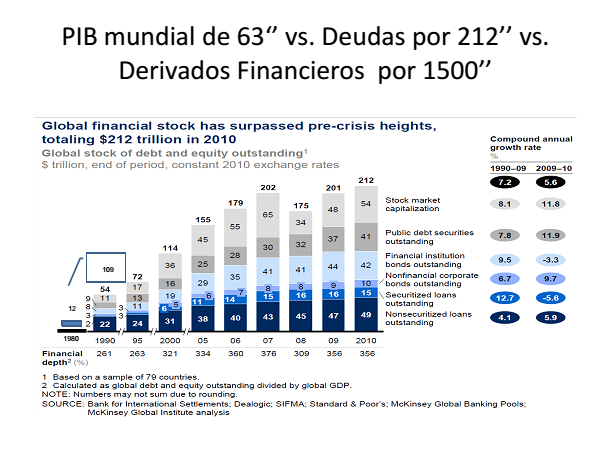 PIB mundial de 63’’ vs. Deudas por 212’’ vs.
Derivados Financieros por 1500’’
Global financial stock has surpassed pre-crisis heights,
totaling $212 trillion in 2010
Global stock of debt and equity outstanding1
$ trillion, end of period, constant 2010 exchange rates
Compound annual
growth rate
%
1990–09 2009–10
7.2 5.6
Stock market
capitalization
8.1 11.8
Public debt securities
outstanding
7.8 11.9
Financial institution
bonds outstanding
9.5 -3.3
Nonfinancial corporate
bonds outstanding
6.7 9.7
Securitized loans
outstanding
12.7 -5.6
Nonsecuritized loans
outstanding
4.1 5.9
109
12
54 72 114 155 179 202 175 201 212
11 17 36 45 55 65 34 48 54
9 13 16 25 28 30 32 37 41
8 11 19 29 35 41 41 44 42
3 3 5 6 7 8 8 9 10
2 3 6 11 14 15 16 16 15
22 24 31 38 40 43 45 47 49
1980 1990 95 2000 05 06 07 08 09 2010
Financial
depth2 (%)
261 263 321 334 360 376 309 356 356
1 Based on a sample of 79 countries.
2 Calculated as global debt and equity outstanding divided by global GDP.
NOTE: Numbers may not sum due to rounding.
SOURCE: Bank for International Settlements; Dealogic; SIFMA; Standard & Poor's; McKinsey Global Banking Pools;
McKinsey Global Institute analysis